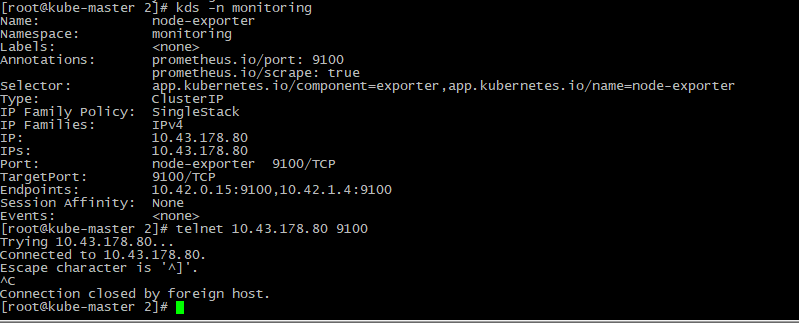 [root@kube-master 2]# kds -n monitoring
Name:              node-exporter
Namespace:         monitoring
Labels:            <none>
Annotations:       prometheus.io/port: 9100
                   prometheus.io/scrape: true
Selector:          app.kubernetes.io/component=exporter,app.kubernetes.io/name=node-exporter
Type:              ClusterIP
IP Family Policy:  SingleStack
IP Families:       IPv4
IP:                10.43.178.80
IPs:               10.43.178.80
Port:              node-exporter  9100/TCP
TargetPort:        9100/TCP
Endpoints:         10.42.0.15:9100,10.42.1.4:9100
Session Affinity:  None
Events:            <none>
[root@kube-master 2]# telnet 10.43.178.80 9100
Trying 10.43.178.80...
Connected to 10.43.178.80.
Escape character is '^]'.
^C
Connection closed by foreign host.
[root@kube-master 2]#